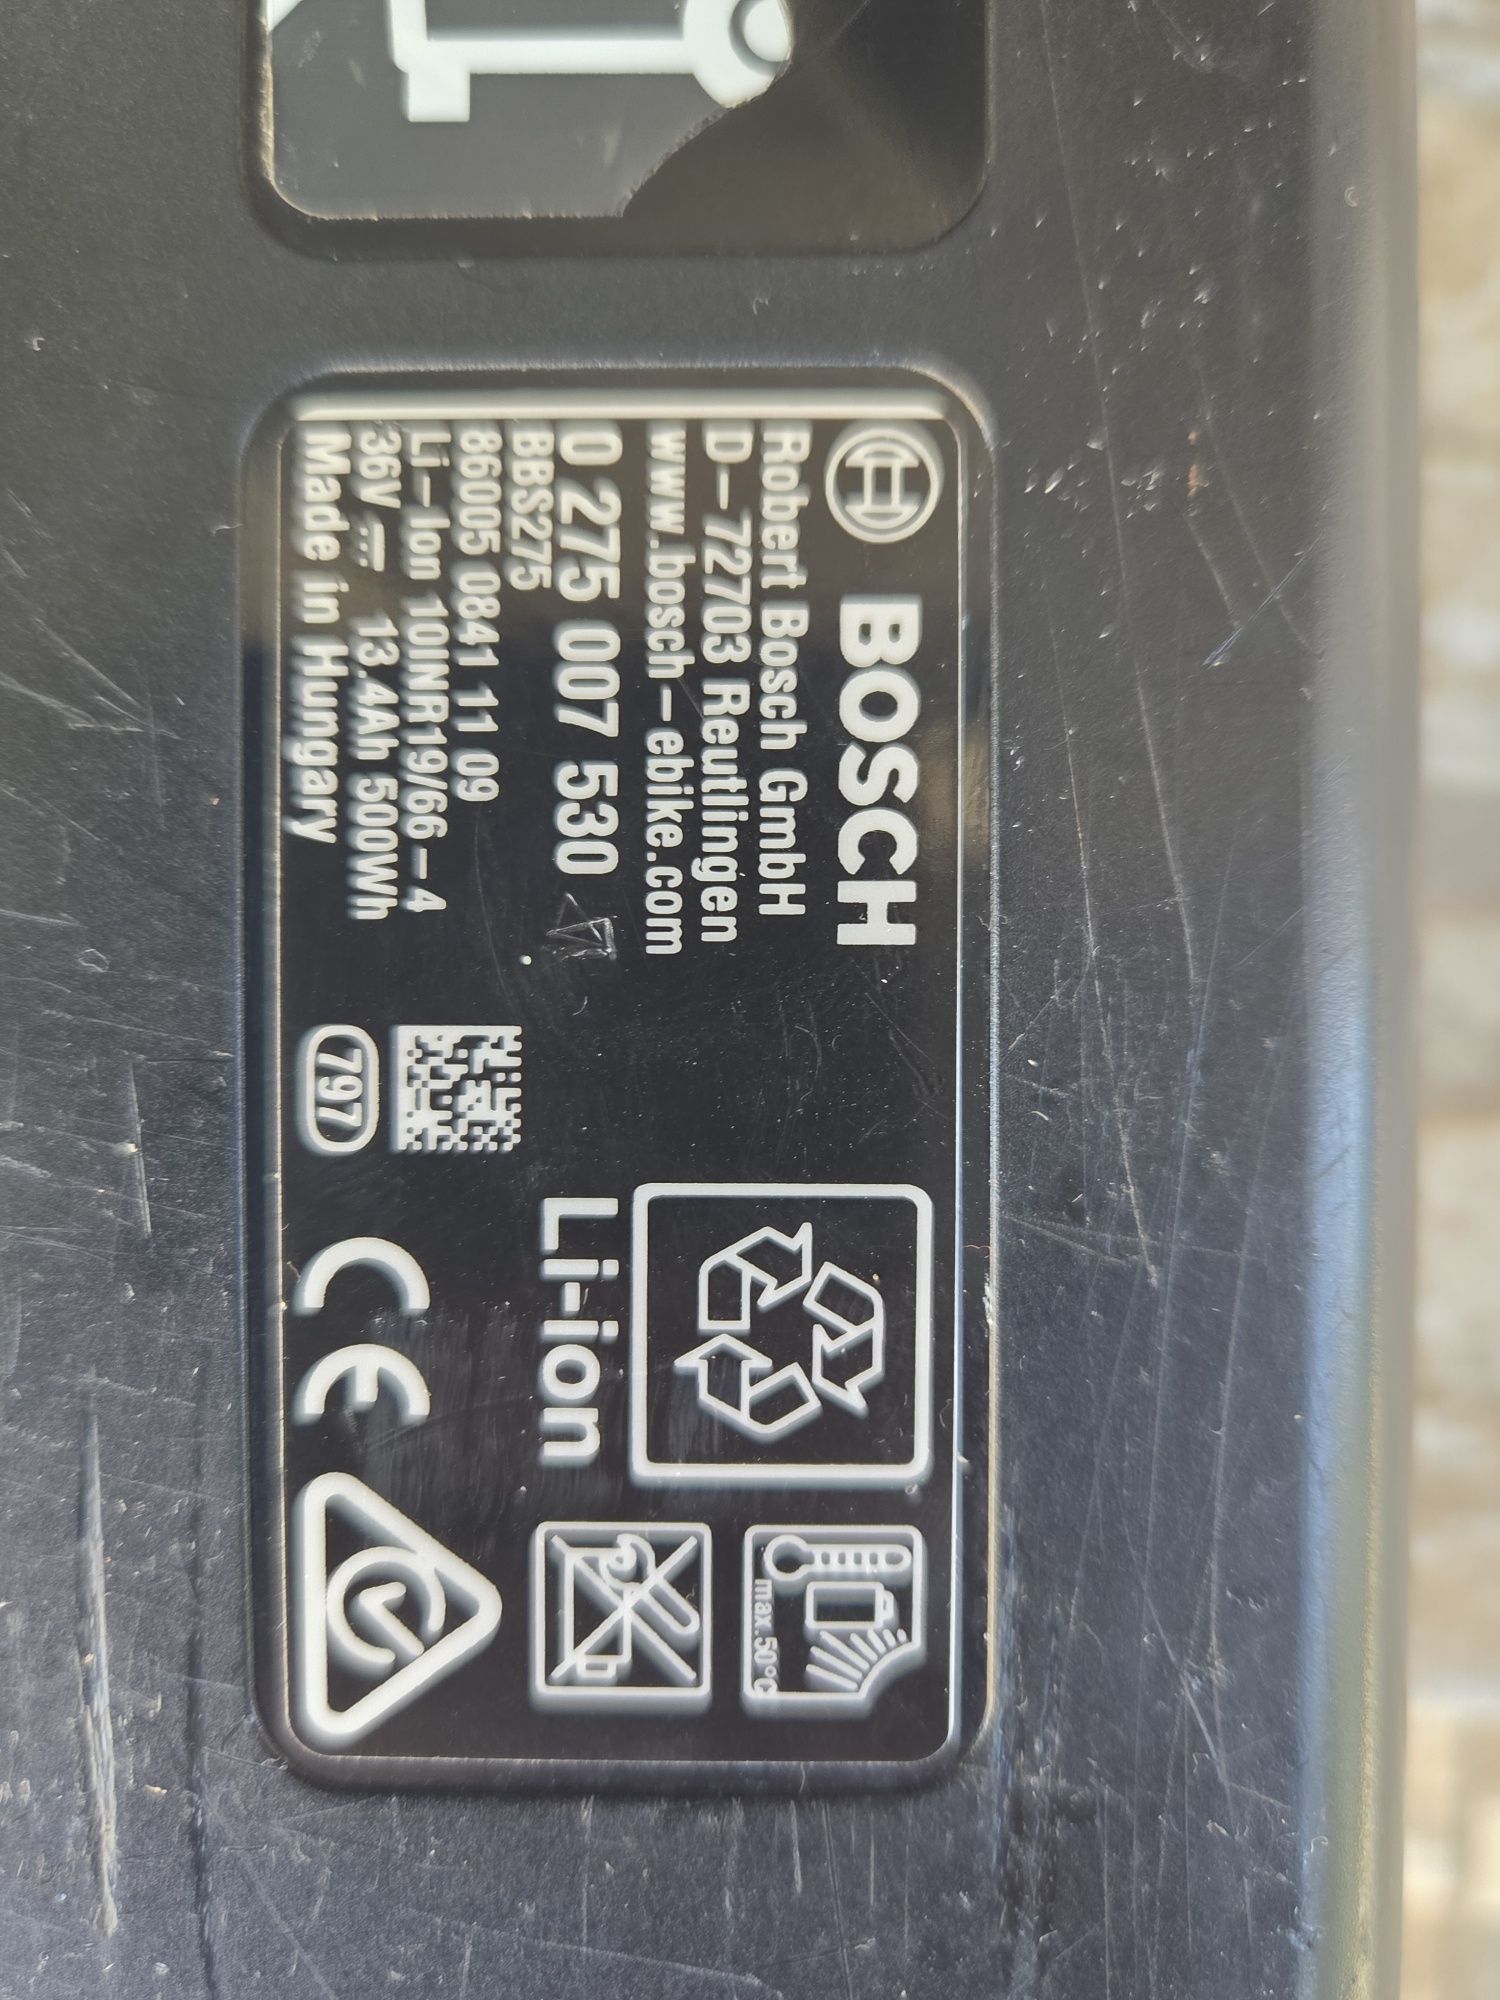 BOSCH
Robert Bosch GmbH
D-72703 Reutlingen
www.bosch-ebike.com
0 275 007 530
BBS275
86005 0841 11 09
Li-Ion 10INR19/66-4
36V ⎓ 13.4Ah 500Wh
Made in Hungary
797
Li-ion
CE
max.50°C